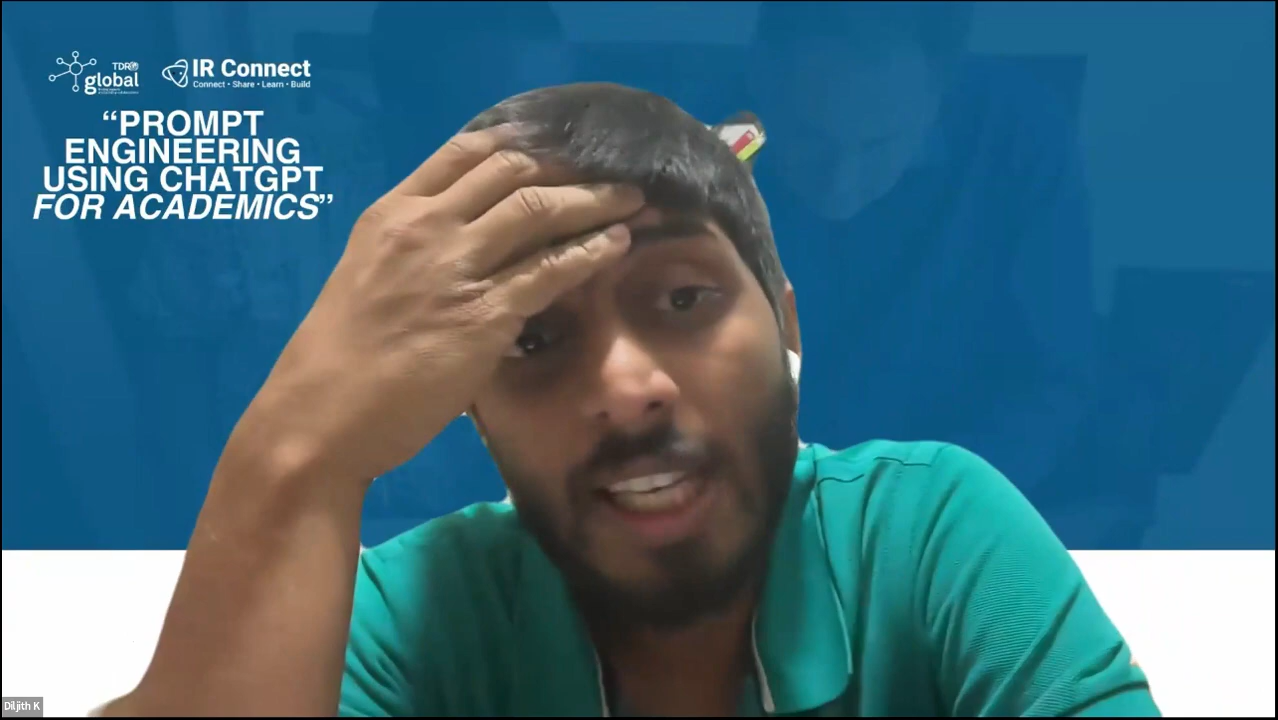 TDR
global
IR Connect
Connect • Share • Learn • Build
“PROMPT
ENGINEERING
USING CHATGPT
FOR ACADEMICS”
Diljith K